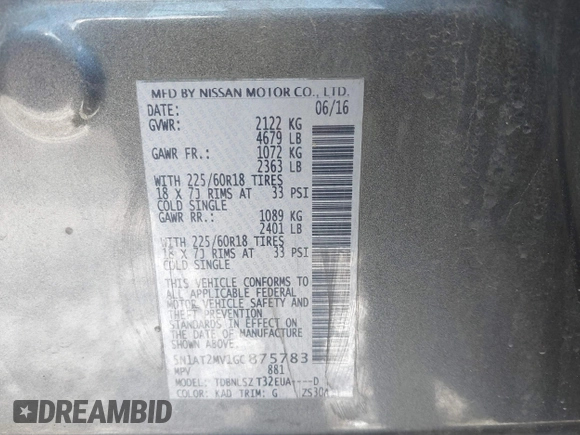 MFD BY NISSAN MOTOR CO., LTD.
DATE: 06/16
GVWR: 2122 KG
4679 LB
GAWR FR.: 1072 KG
2363 LB
WITH 225/60R18 TIRES
18 X 7J RIMS AT 33 PSI
COLD SINGLE
GAWR RR.: 1089 KG
2401 LB
WITH 225/60R18 TIRES
18 X 7J RIMS AT 33 PSI
COLD SINGLE
THIS VEHICLE CONFORMS TO
ALL APPLICABLE FEDERAL
MOTOR VEHICLE SAFETY AND
THEFT PREVENTION
STANDARDS IN EFFECT ON
THE DATE OF MANUFACTURE
SHOWN ABOVE.
5N1AT2MV1GC875783
MPV 881
MODEL: TDBNLSZ T32EUA----D
COLOR: KAD TRIM: G
DREAMBID DREAMBID